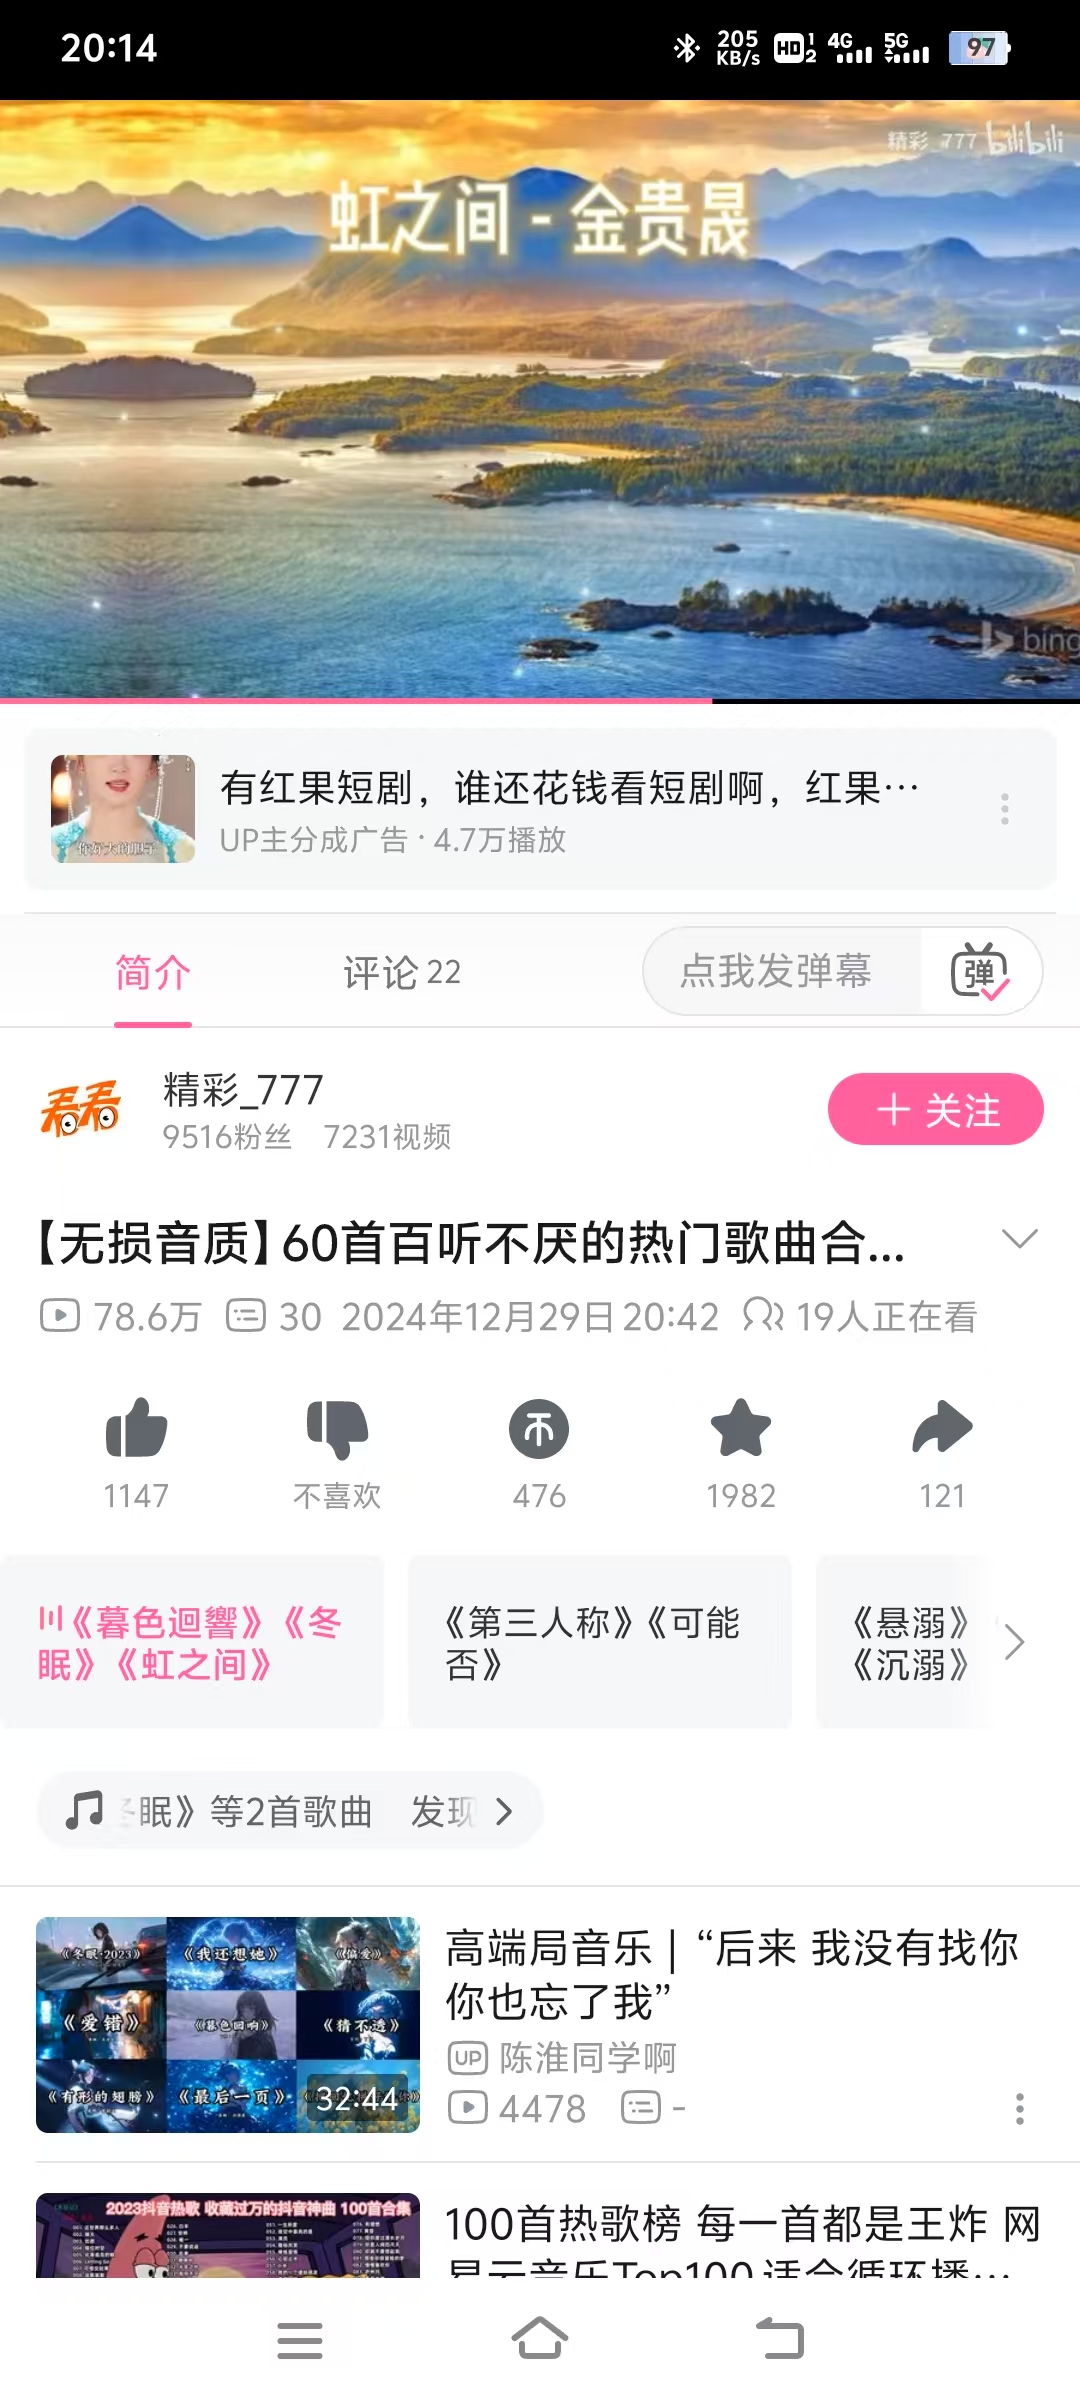 20:14
205 KB/s HD 1 2 4G 5G 97
精彩_777 bilibili
虹之间 - 金贵晟
bing
有红果短剧，谁还花钱看短剧啊，红果…
UP主分成广告 · 4.7万播放
你好大的胆子
简介
评论 22
点我发弹幕
弹
看看
精彩_777
9516粉丝 7231视频
+ 关注
【无损音质】60首百听不厌的热门歌曲合...
78.6万 30 2024年12月29日 20:42 19人正在看
1147 不喜欢 476 1982 121
《暮色迴響》《冬
眠》《虹之间》
《第三人称》《可能
否》
《悬溺》
《沉溺》
冬眠》等2首歌曲 发现
《冬眠·2023》 《我还想她》 《偏爱》
《爱错》 《暮色回响》 《猜不透》
《有形的翅膀》 《最后一页》
32:44
高端局音乐 | “后来 我没有找你
你也忘了我”
UP 陈淮同学啊
4478 -
2023抖音热歌 收藏过万的抖音神曲 100首合集
100首热歌榜 每一首都是王炸 网
易云音乐Top100 适合循环播…